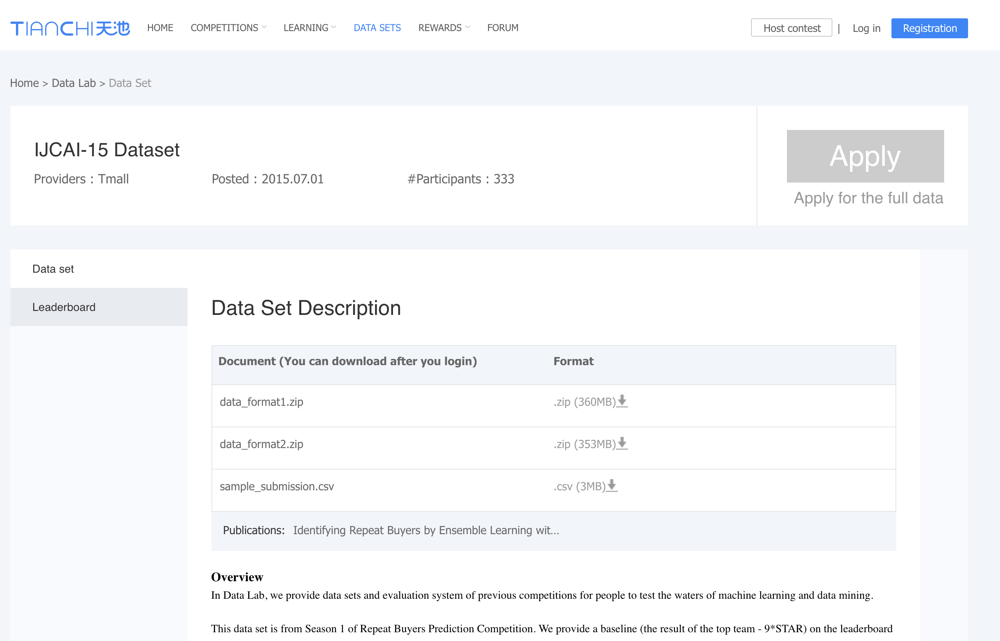 TIANCHI天池 HOME COMPETITIONS LEARNING DATA SETS REWARDS FORUM Host contest | Log in Registration
Home > Data Lab > Data Set
IJCAI-15 Dataset
Providers : Tmall Posted : 2015.07.01 #Participants : 333
Apply
Apply for the full data
Data set
Leaderboard
Data Set Description
Document (You can download after you login) Format
data_format1.zip .zip (360MB)
data_format2.zip .zip (353MB)
sample_submission.csv .csv (3MB)
Publications: Identifying Repeat Buyers by Ensemble Learning wit...
Overview
In Data Lab, we provide data sets and evaluation system of previous competitions for people to test the waters of machine learning and data mining.
This data set is from Season 1 of Repeat Buyers Prediction Competition. We provide a baseline (the result of the top team - 9*STAR) on the leaderboard